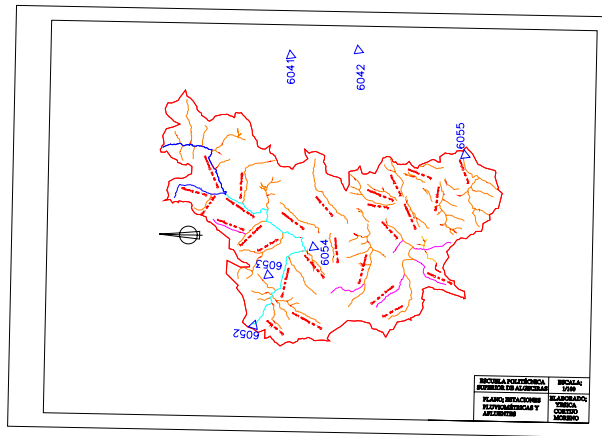 6041
6042
6055
6054
6053
6052
ESCUELA POLITÉCNICA
SUPERIOR DE ALGECIRAS
ESCALA:
1/100
PLANO: ESTACIONES
PLUVIOMÉTRICAS Y
AFLUENTES
ELABORADO:
YESICA
CORTIJO
MORENO